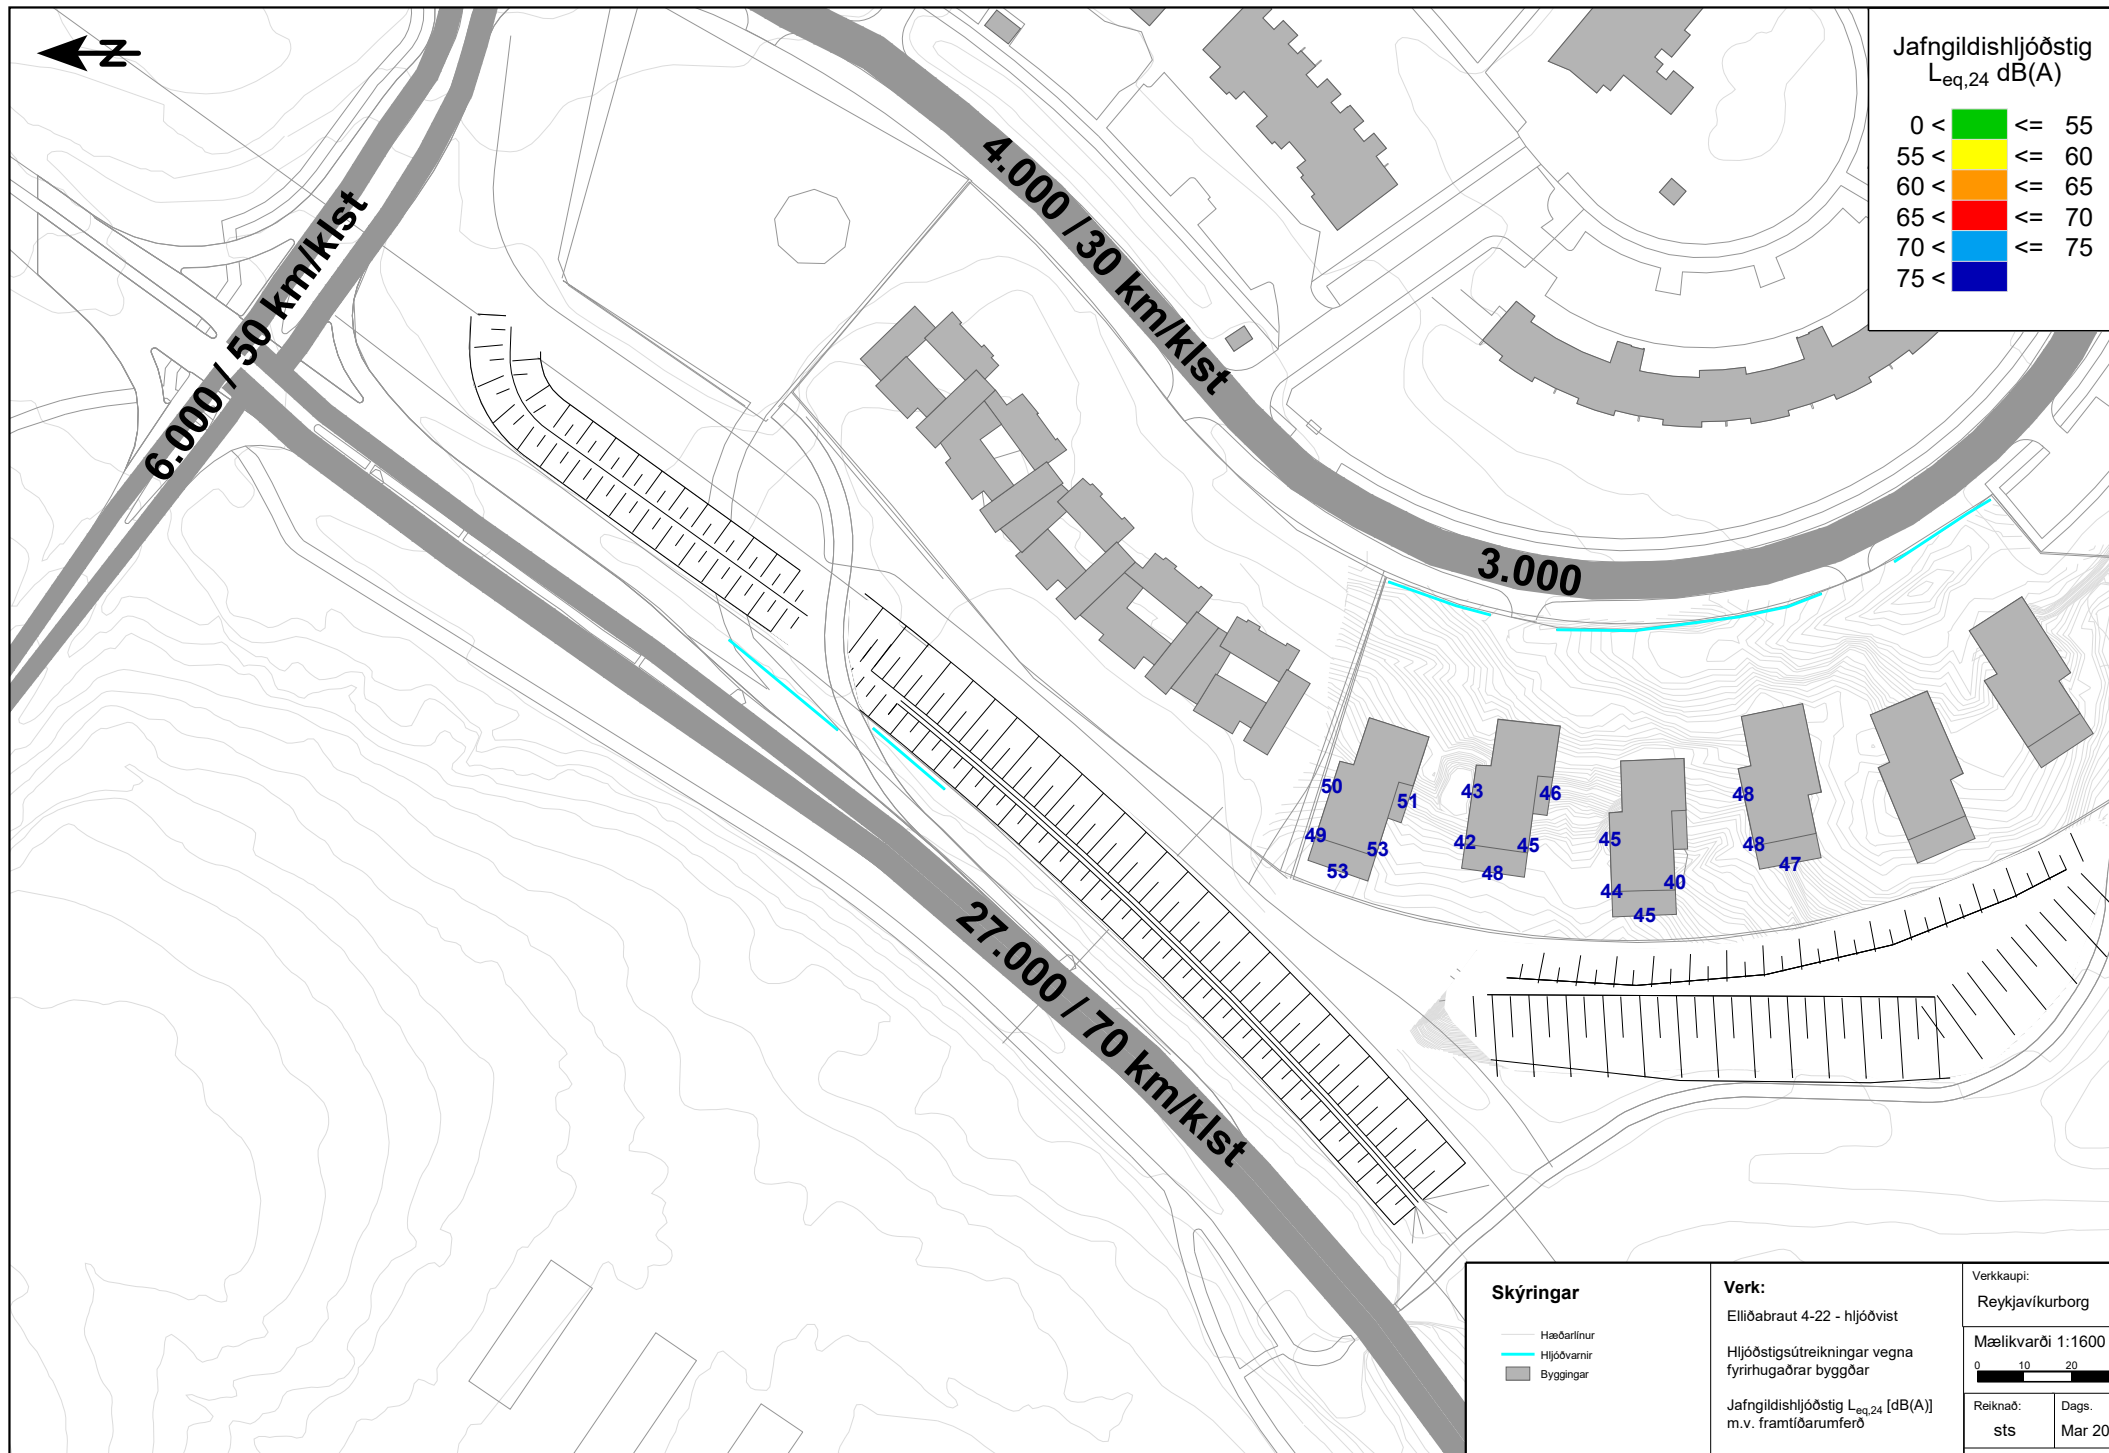 N
Jafngildishljóðstig
Leq,24 dB(A)
0 < <= 55
55 < <= 60
60 < <= 65
65 < <= 70
70 < <= 75
75 <
6.000 / 50 km/klst
4.000 / 30 km/klst
3.000
27.000 / 70 km/klst
50
51
49
53
53
43
46
42
45
48
45
44
40
45
48
48
47
Skýringar
Hæðarlínur
Hljóðvarnir
Byggingar
Verk:
Elliðabraut 4-22 - hljóðvist
Hljóðstigsútreikningar vegna
fyrirhugaðrar byggðar
Jafngildishljóðstig Leq,24 [dB(A)]
m.v. framtíðarumferð
Verkkaupi:
Reykjavíkurborg
Mælikvarði 1:1600
0 10 20
Reiknað:
sts
Dags.
Mar 20